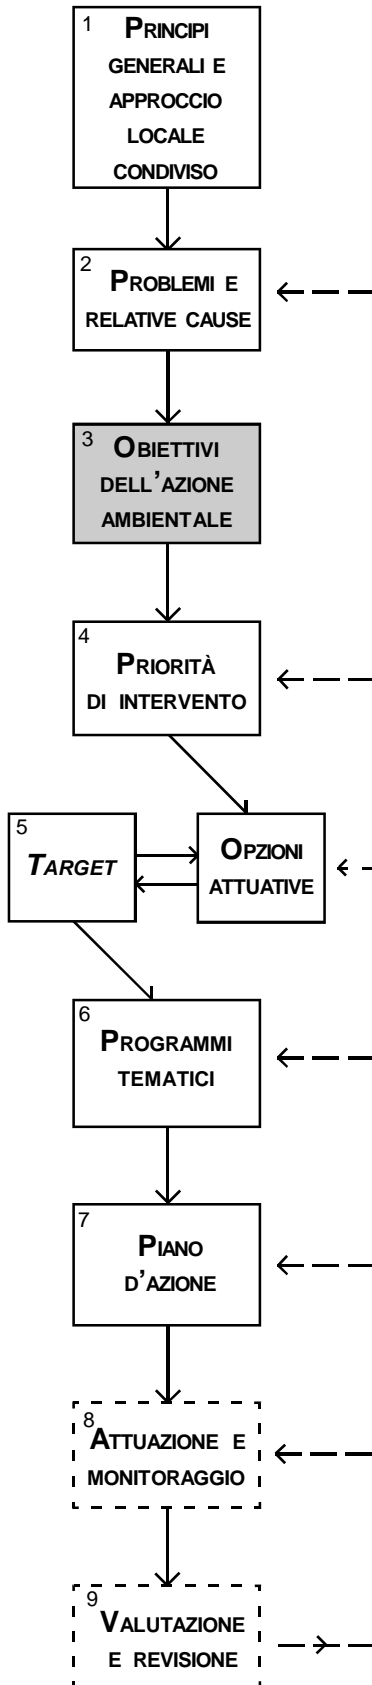 1
PRINCIPI
GENERALI E
APPROCCIO
LOCALE
CONDIVISO
2
PROBLEMI E
RELATIVE CAUSE
3
OBIETTIVI
DELL'AZIONE
AMBIENTALE
4
PRIORITÀ
DI INTERVENTO
5
TARGET
OPZIONI
ATTUATIVE
6
PROGRAMMI
TEMATICI
7
PIANO
D'AZIONE
8
ATTUAZIONE E
MONITORAGGIO
9
VALUTAZIONE
E REVISIONE